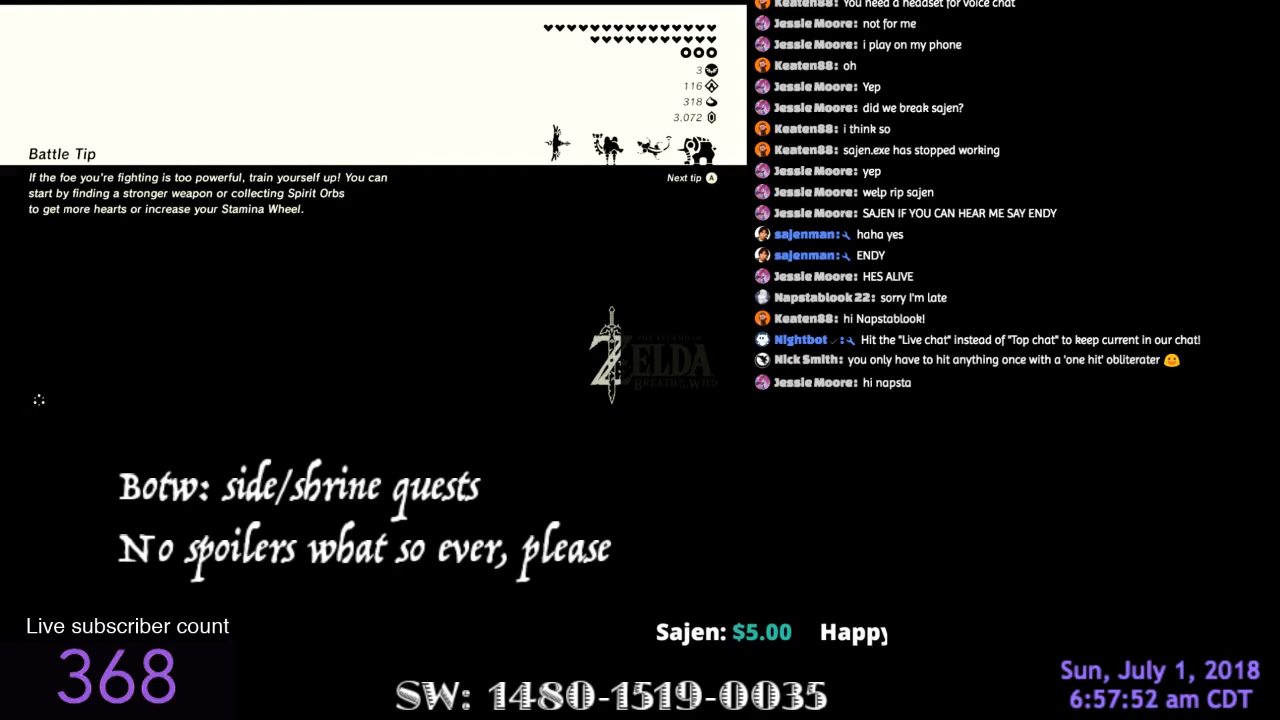 3
116
318
3,072
Battle Tip
If the foe you're fighting is too powerful, train yourself up! You can
start by finding a stronger weapon or collecting Spirit Orbs
to get more hearts or increase your Stamina Wheel.
Next tip A
THE LEGEND OF
ZELDA
BREATH OF THE WILD
Keaten88: You need a headset for voice chat
Jessie Moore: not for me
Jessie Moore: i play on my phone
Keaten88: oh
Jessie Moore: Yep
Jessie Moore: did we break sajen?
Keaten88: i think so
Keaten88: sajen.exe has stopped working
Jessie Moore: yep
Jessie Moore: welp rip sajen
Jessie Moore: SAJEN IF YOU CAN HEAR ME SAY ENDY
sajenman: haha yes
sajenman: ENDY
Jessie Moore: HES ALIVE
Napstablook 22: sorry I'm late
Keaten88: hi Napstablook!
Nightbot: Hit the "Live chat" instead of "Top chat" to keep current in our chat!
Nick Smith: you only have to hit anything once with a 'one hit' obliterater
Jessie Moore: hi napsta
Botw: side/shrine quests
No spoilers what so ever, please
Live subscriber count
368
Sajen: $5.00 Happy
SW: 1480-1519-0035
Sun, July 1, 2018
6:57:52 am CDT